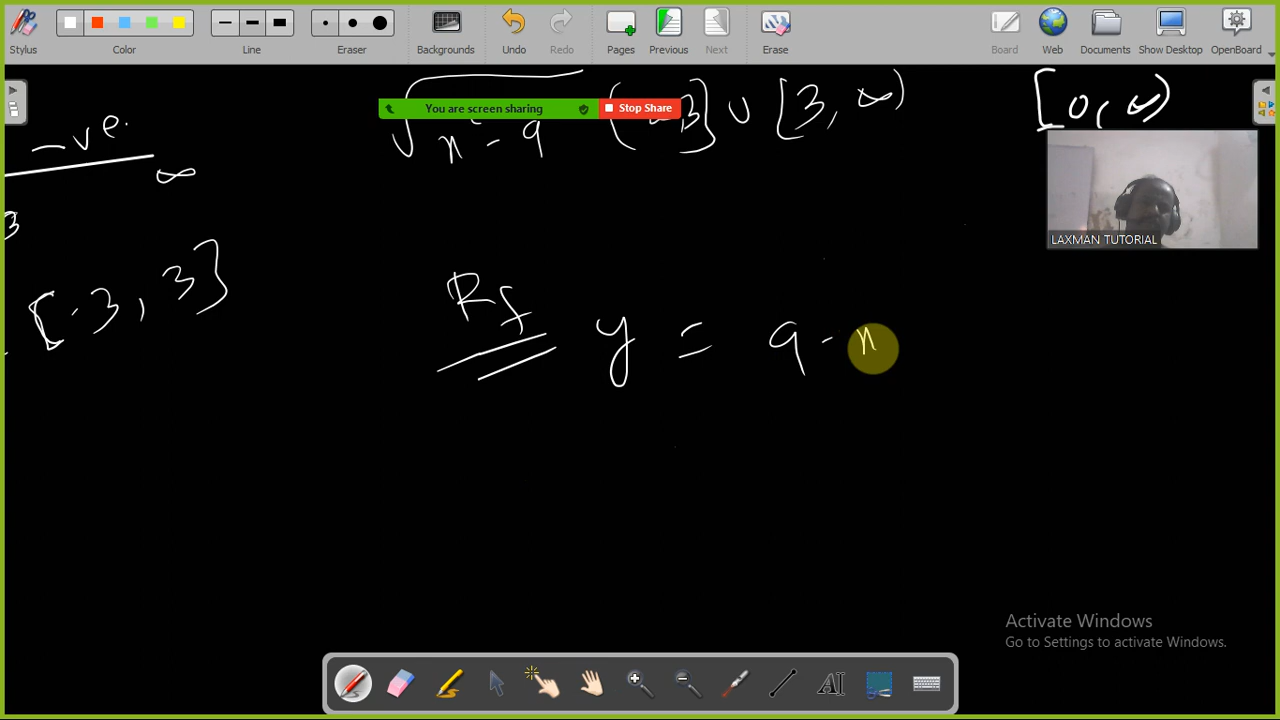 Stylus Color Line Eraser Backgrounds Undo Redo Pages Previous Next Erase Board Web Documents Show Desktop OpenBoard
You are screen sharing Stop Share
-ve.
∞
√x² - 9
3] ∪ [3, ∞)
[0, ∞)
LAXMAN TUTORIAL
3
[-3, 3]
Rf y = 9 - x
Activate Windows
Go to Settings to activate Windows.
AI